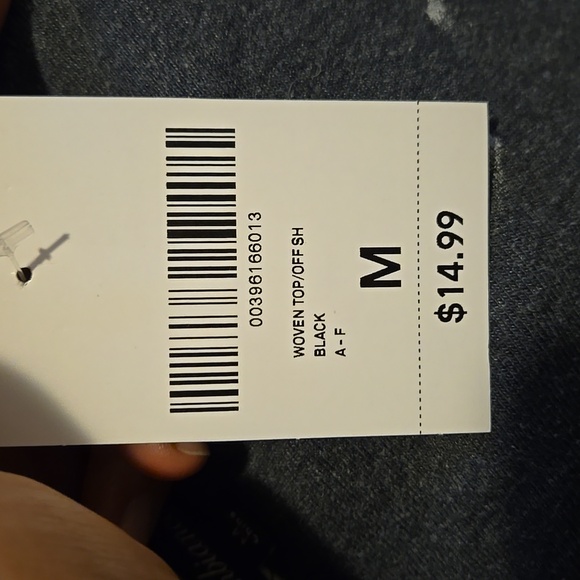 00396166013
WOVEN TOP/OFF SH
BLACK
A - F
M
$14.99